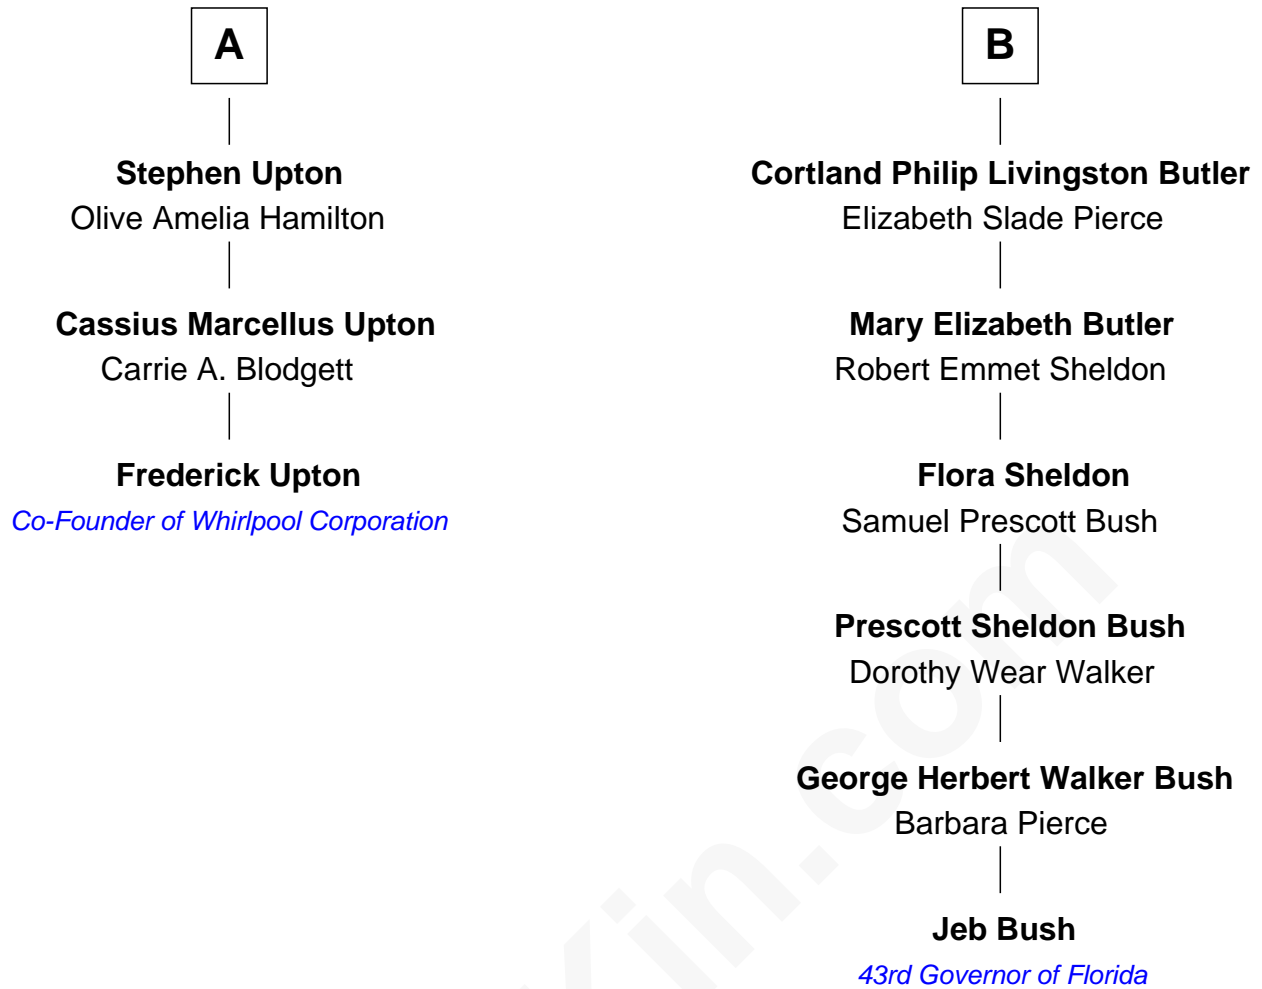 A
Stephen Upton
Olive Amelia Hamilton
Cassius Marcellus Upton
Carrie A. Blodgett
Frederick Upton
Co-Founder of Whirlpool Corporation
B
Cortland Philip Livingston Butler
Elizabeth Slade Pierce
Mary Elizabeth Butler
Robert Emmet Sheldon
Flora Sheldon
Samuel Prescott Bush
Prescott Sheldon Bush
Dorothy Wear Walker
George Herbert Walker Bush
Barbara Pierce
Jeb Bush
43rd Governor of Florida
Kin.com